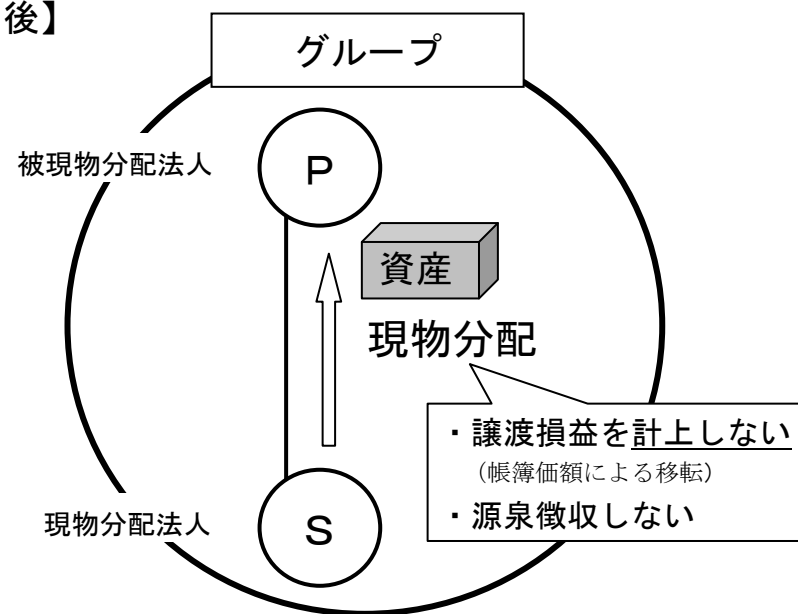 後】
グループ
被現物分配法人
P
資産
現物分配
・譲渡損益を計上しない
（帳簿価額による移転）
・源泉徴収しない
現物分配法人
S